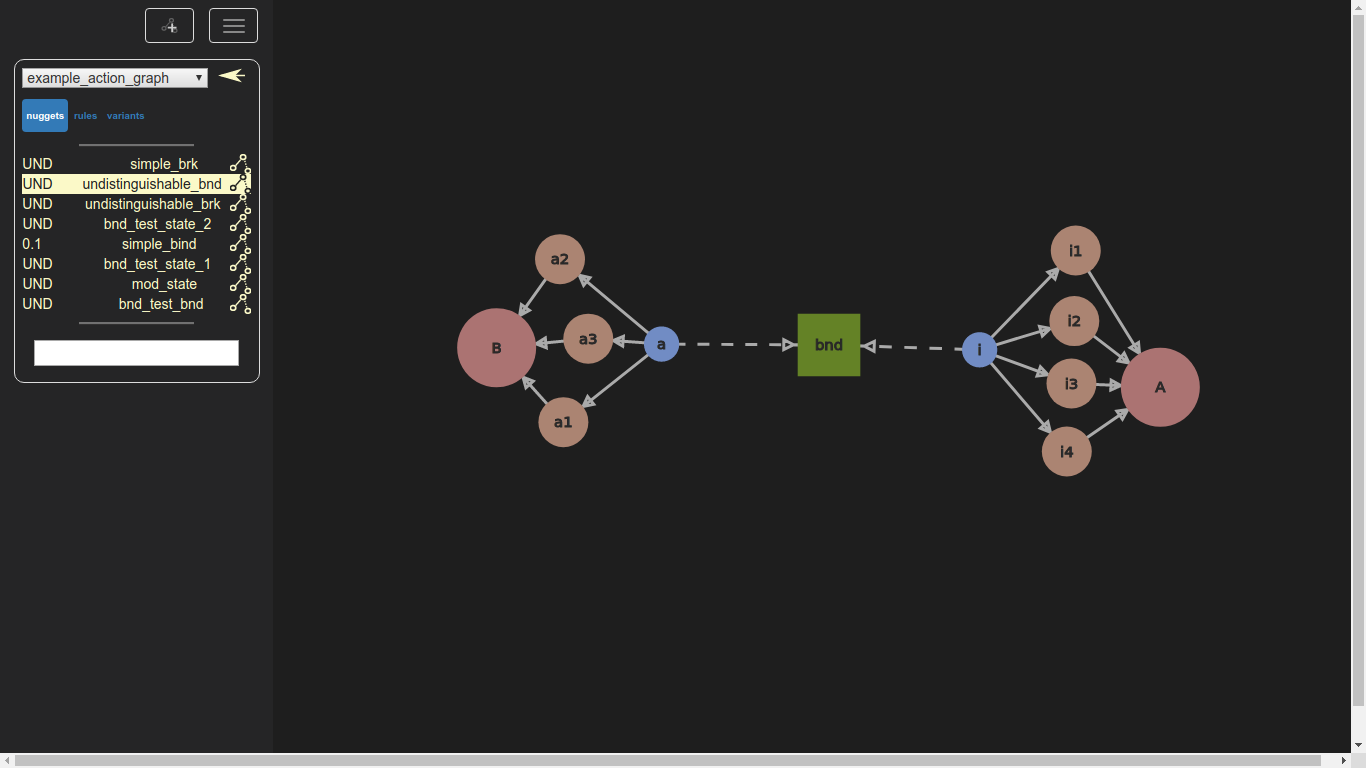 example_action_graph
nuggets rules variants
UND simple_brk
UND undistinguishable_bnd
UND undistinguishable_brk
UND bnd_test_state_2
0.1 simple_bind
UND bnd_test_state_1
UND mod_state
UND bnd_test_bnd
i1
a2
i2
a3
B
a
bnd
i
i3
A
a1
i4